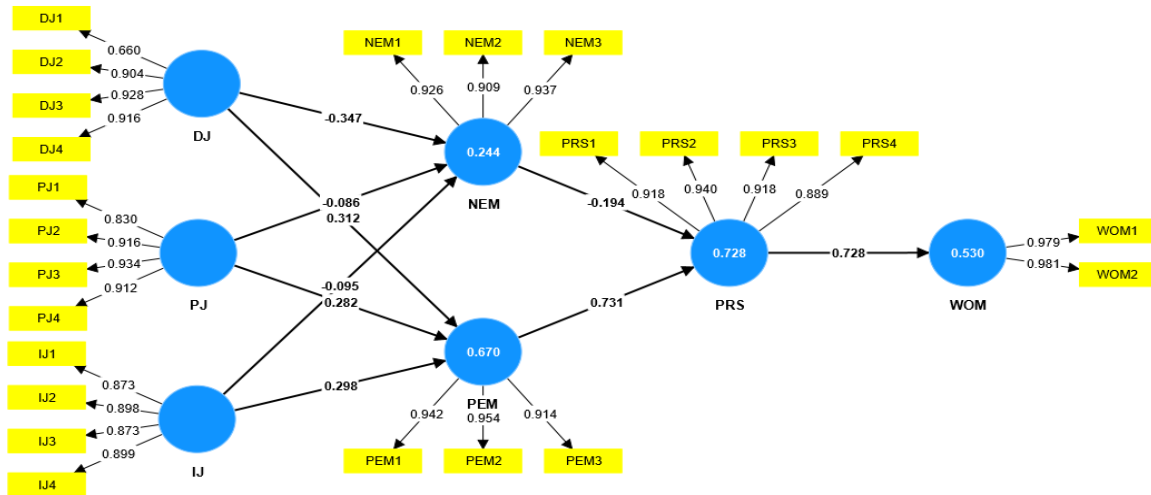 DJ1
0.660
DJ2
0.904
DJ3
0.928
DJ4
0.916
DJ
PJ1
0.830
PJ2
0.916
PJ3
0.934
PJ4
0.912
PJ
IJ1
0.873
IJ2
0.898
IJ3
0.873
IJ4
0.899
IJ
-0.347
-0.086
0.312
-0.095
0.282
0.298
NEM1
NEM2
NEM3
0.926
0.909
0.937
0.244
NEM
0.670
PEM
0.942
0.954
0.914
PEM1
PEM2
PEM3
-0.194
0.731
PRS1
PRS2
PRS3
PRS4
0.918
0.940
0.918
0.889
0.728
PRS
0.728
0.530
WOM
0.979
WOM1
0.981
WOM2